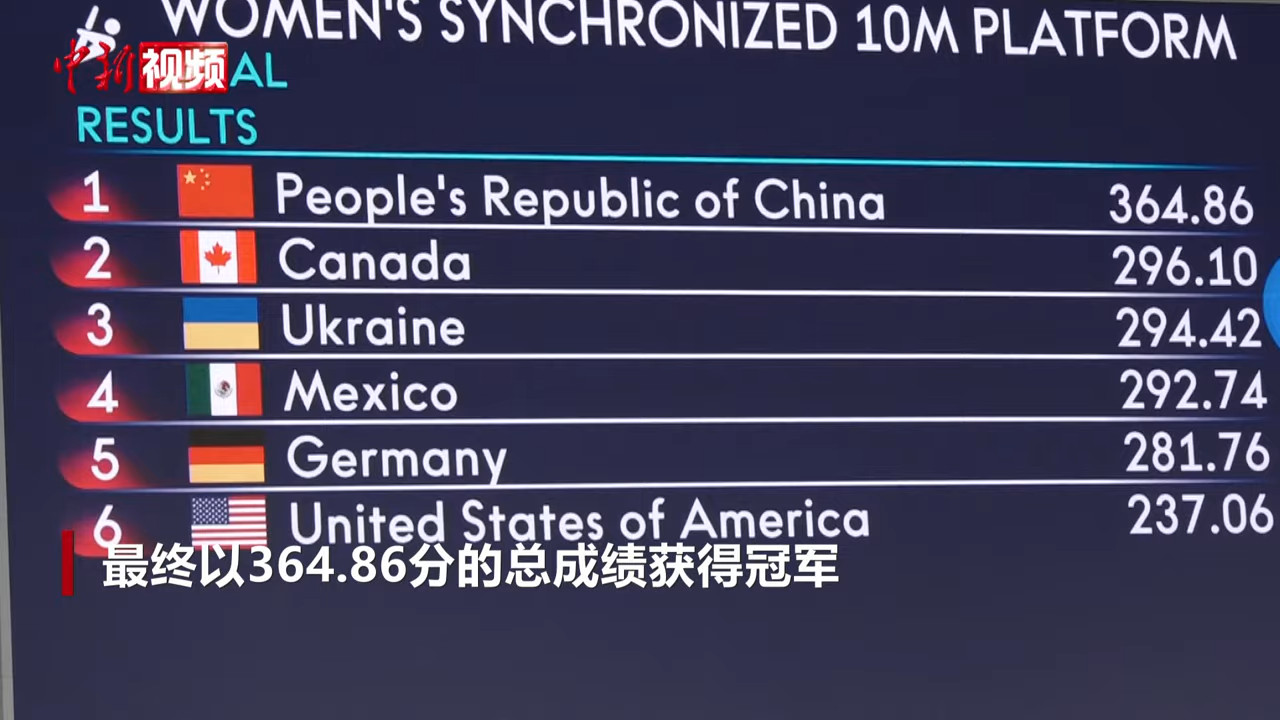 WOMEN'S SYNCHRONIZED 10M PLATFORM
中新视频 AL
RESULTS
1 People's Republic of China 364.86
2 Canada 296.10
3 Ukraine 294.42
4 Mexico 292.74
5 Germany 281.76
6 United States of America 237.06
最终以364.86分的总成绩获得冠军